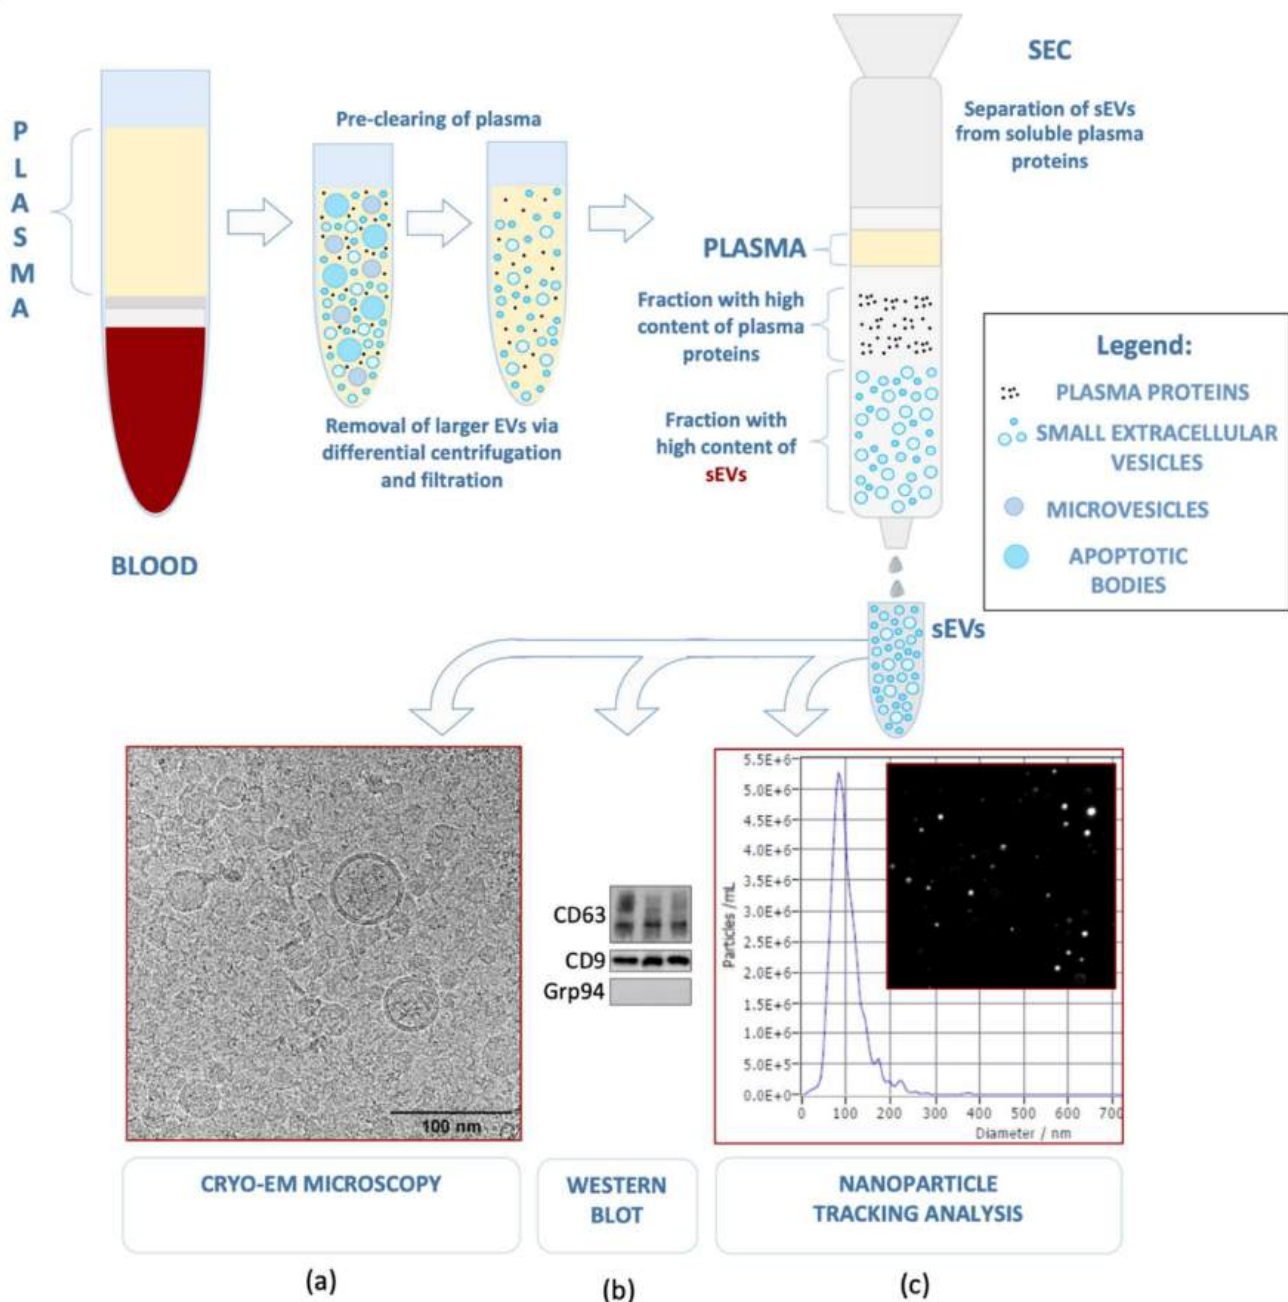 PLASMA
Pre-clearing of plasma
SEC
Separation of sEVs
from soluble plasma
proteins
PLASMA
Fraction with high
content of plasma
proteins
Fraction with
high content of
sEVs
Removal of larger EVs via
differential centrifugation
and filtration
BLOOD
Legend:
PLASMA PROTEINS
SMALL EXTRACELLULAR
VESICLES
MICROVESICLES
APOPTOTIC
BODIES
sEVs
100 nm
CD63
CD9
Grp94
Particles /mL
5.5E+6
5.0E+6
4.5E+6
4.0E+6
3.5E+6
3.0E+6
2.5E+6
2.0E+6
1.5E+6
1.0E+6
5.0E+5
0.0E+0
0 100 200 300 400 500 600 700
Diameter / nm
CRYO-EM MICROSCOPY
WESTERN
BLOT
NANOPARTICLE
TRACKING ANALYSIS
(a)
(b)
(c)